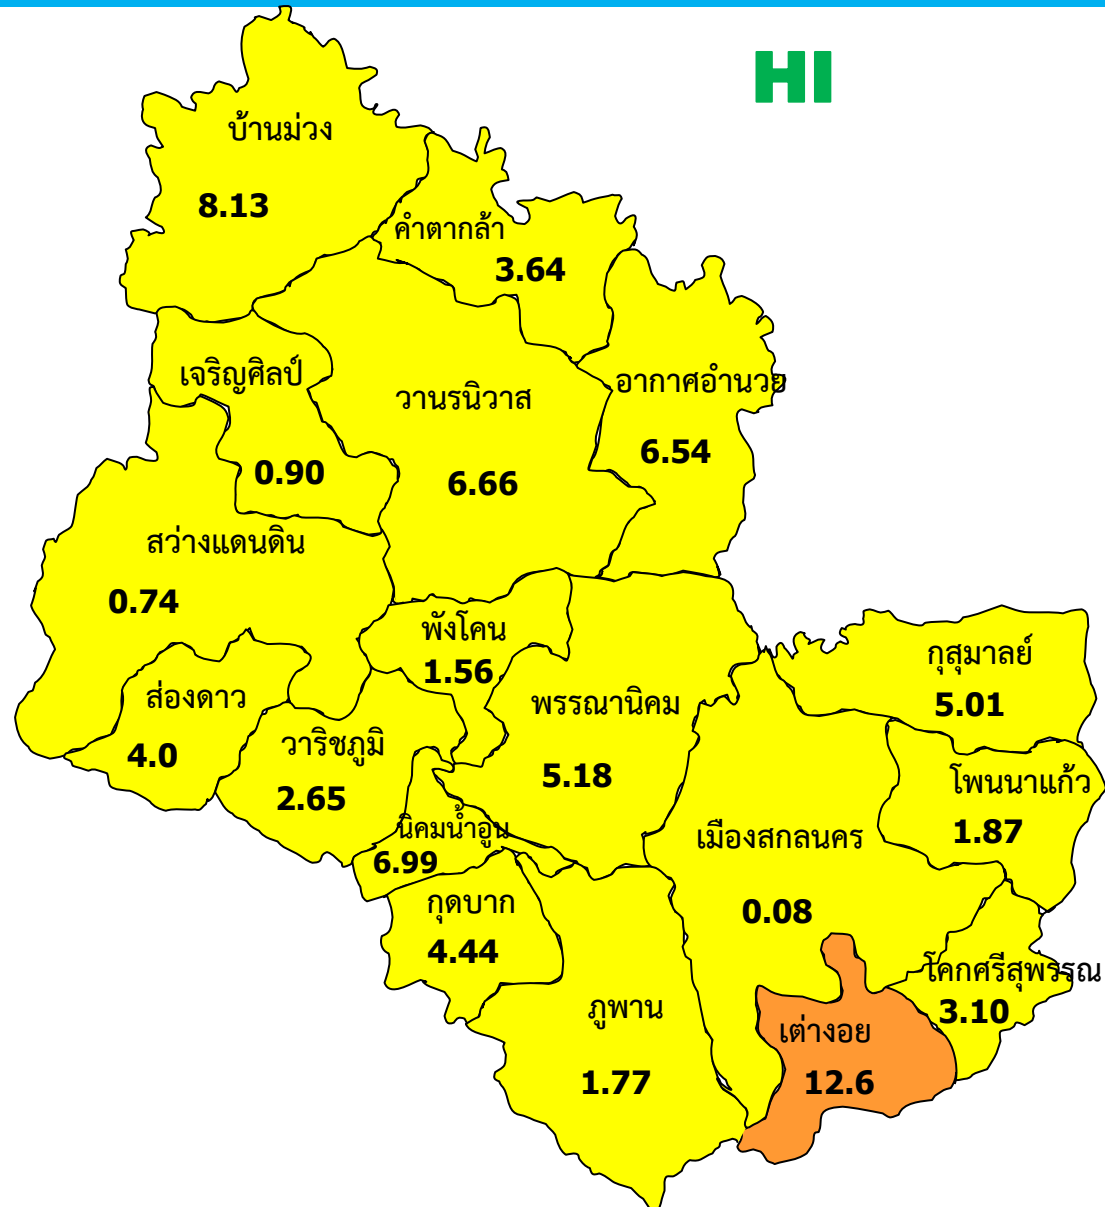 HI
บ้านม่วง
8.13
คำตากล้า
3.64
เจริญศิลป์
0.90
วานรนิวาส
6.66
อากาศอำนวย
6.54
สว่างแดนดิน
0.74
พังโคน
1.56
ส่องดาว
4.0
วาริชภูมิ
2.65
พรรณานิคม
5.18
กุสุมาลย์
5.01
โพนนาแก้ว
1.87
นิคมน้ำอูน
6.99
เมืองสกลนคร
0.08
กุดบาก
4.44
โคกศรีสุพรรณ
3.10
ภูพาน
1.77
เต่างอย
12.6